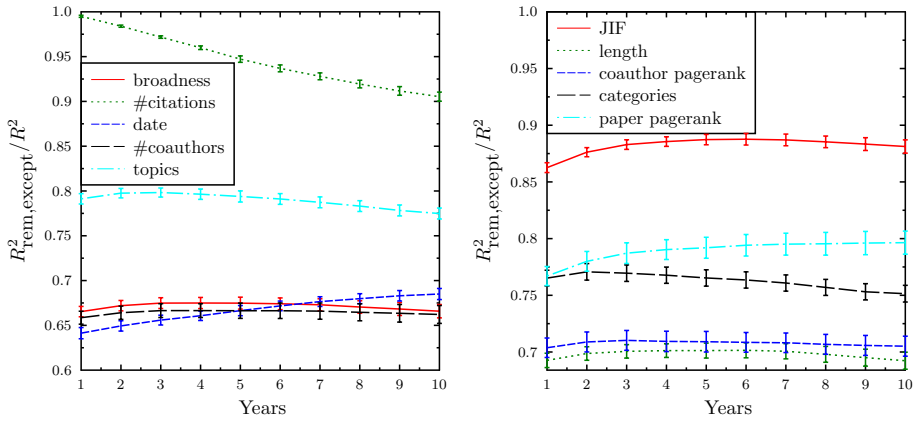 1
0.95
0.9
0.85
0.8
0.75
0.7
0.65
0.6
R²rem,except/R²
broadness
#citations
date
#coauthors
topics
1 2 3 4 5 6 7 8 9 10
Years
1
0.95
0.9
0.85
0.8
0.75
0.7
R²rem,except/R²
JIF
length
coauthor pagerank
categories
paper pagerank
1 2 3 4 5 6 7 8 9 10
Years